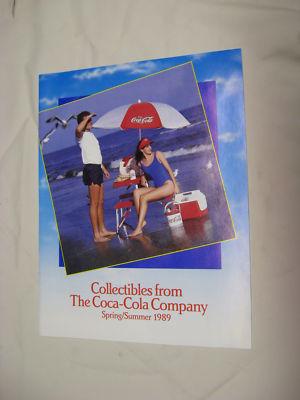 Coca-Cola
Collectibles from
The Coca-Cola Company
Spring/Summer 1989